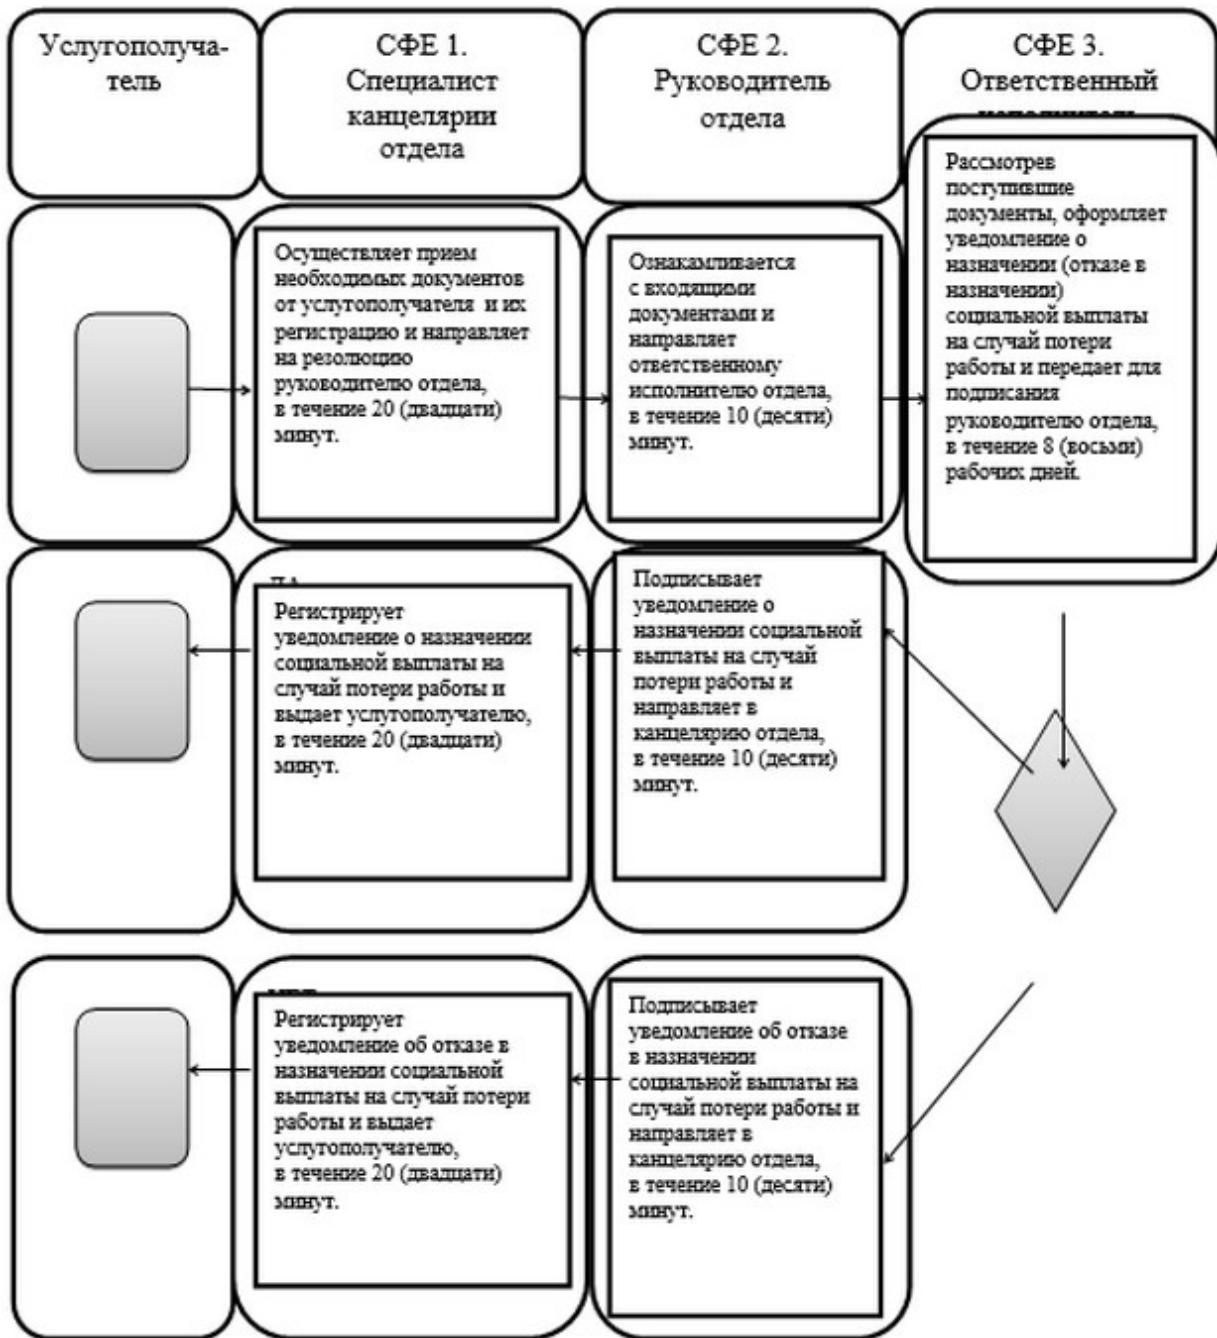 Услугополуча-
тель
СФЕ 1.
Специалист
канцелярии
отдела
СФЕ 2.
Руководитель
отдела
СФЕ 3.
Ответственный
Осуществляет прием
необходимых документов
от услугополучателя и их
регистрацию и направляет
на резолюцию
руководителю отдела,
в течение 20 (двадцати)
минут.
Ознакамливается
с входящими
документами и
направляет
ответственному
исполнителю отдела,
в течение 10 (десяти)
минут.
Рассмотрев
поступившие
документы, оформляет
уведомление о
назначении (отказе в
назначении)
социальной выплаты
на случай потери
работы и передает для
подписания
руководителю отдела,
в течение 8 (восьми)
рабочих дней.
Регистрирует
уведомление о назначении
социальной выплаты на
случай потери работы и
выдает услугополучателю,
в течение 20 (двадцати)
минут.
Подписывает
уведомление о
назначении социальной
выплаты на случай
потери работы и
направляет в
канцелярию отдела,
в течение 10 (десяти)
минут.
Регистрирует
уведомление об отказе в
назначении социальной
выплаты на случай потери
работы и выдает
услугополучателю,
в течение 20 (двадцати)
минут.
Подписывает
уведомление об отказе
в назначении
социальной выплаты на
случай потери работы и
направляет в
канцелярию отдела,
в течение 10 (десяти)
минут.